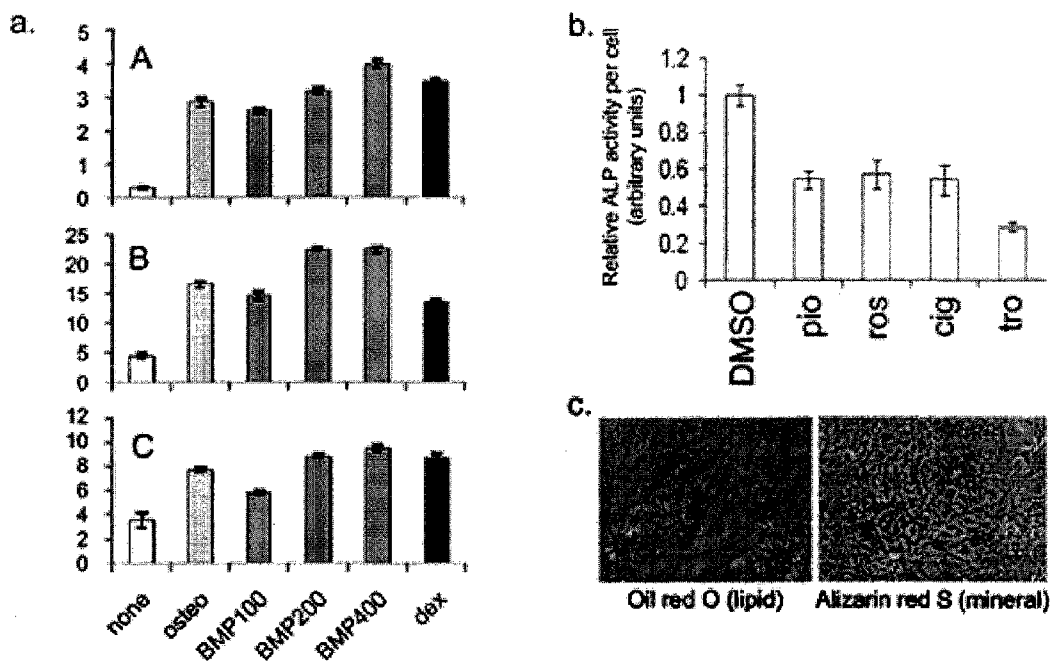 a.
A
5
4
3
2
1
0
B
25
20
15
10
5
0
C
12
10
8
6
4
2
0
none
osteo
BMP100
BMP200
BMP400
dex
b.
Relative ALP activity per cell
(arbitrary units)
1.2
1
0.8
0.6
0.4
0.2
0
DMSO
pio
ros
cig
tro
c.
Oil red O (lipid)
Alizarin red S (mineral)